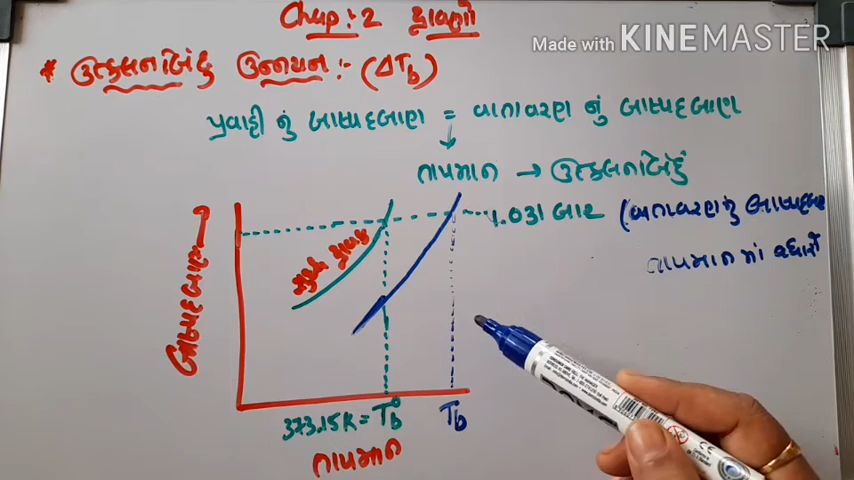 Chap:- 2 દ્રાવણો
Made with KINEMASTER
* ઉત્કલનબિંદુ ઉન્નયન :- (ΔTb)
પ્રવાહી નું બાષ્પદબાણ = વાતાવરણ નું બાષ્પદબાણ
↓
તાપમાન → ઉત્કલનબિંદુ
1.031 બાર (વાતાવરણનું બાષ્પદબાણ
તાપમાન માં વધારો
બાષ્પદબાણ →
શુદ્ધ દ્રાવક
373.15K = T°b Tb
તાપમાન